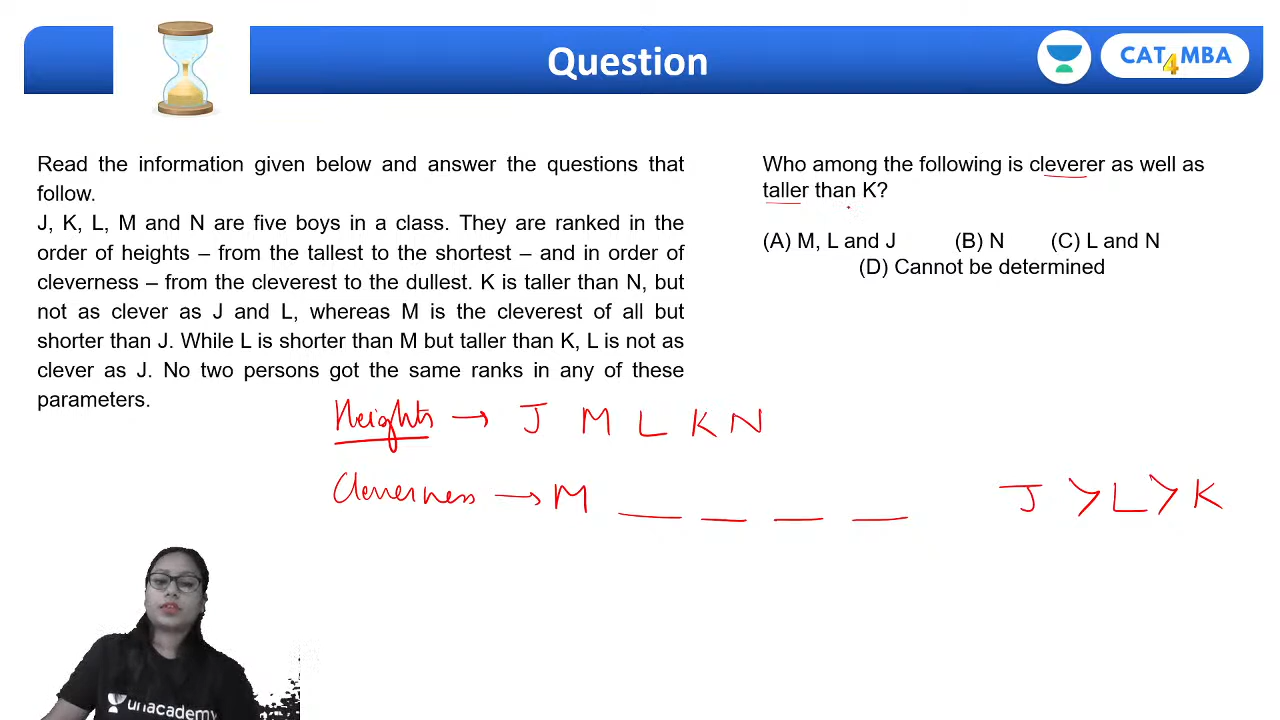 Question
CAT4MBA
Read the information given below and answer the questions that
follow.
J, K, L, M and N are five boys in a class. They are ranked in the
order of heights – from the tallest to the shortest – and in order of
cleverness – from the cleverest to the dullest. K is taller than N, but
not as clever as J and L, whereas M is the cleverest of all but
shorter than J. While L is shorter than M but taller than K, L is not as
clever as J. No two persons got the same ranks in any of these
parameters.
Who among the following is cleverer as well as
taller than K?
(A) M, L and J (B) N (C) L and N
(D) Cannot be determined
Heights → J M L K N
Cleverness → M __ __ __ __
J > L > K
unacademy